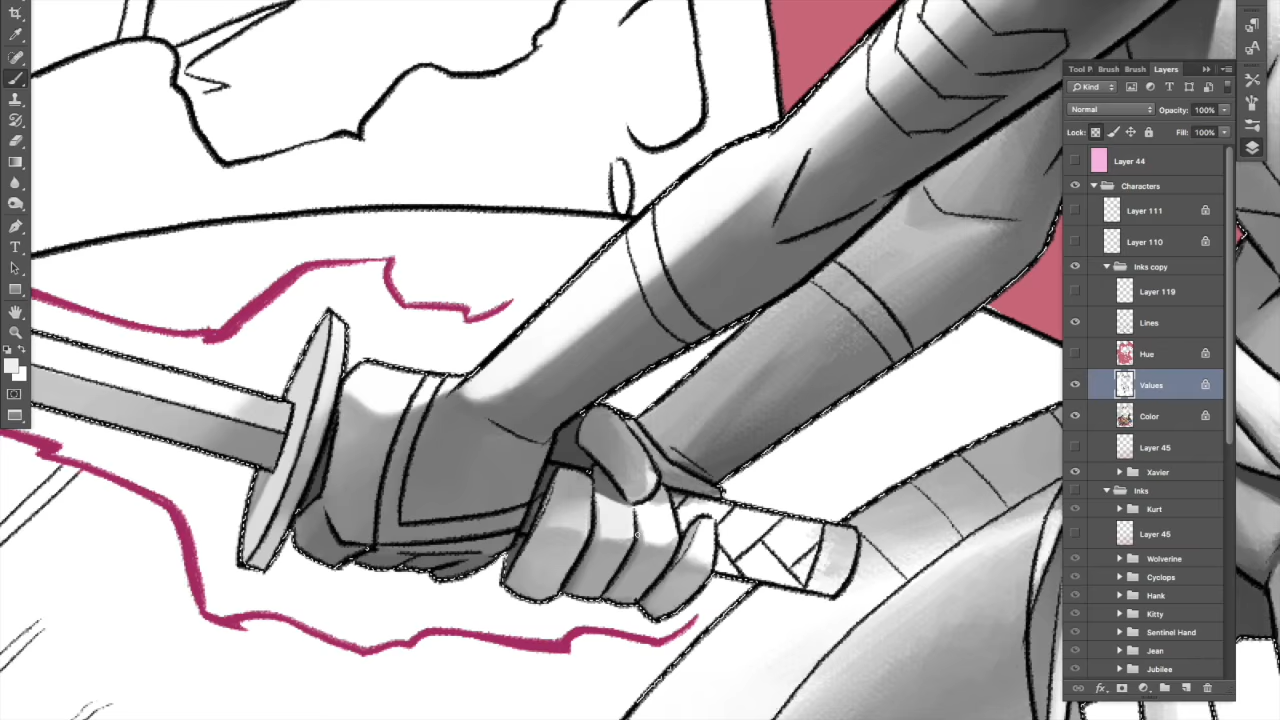 Tool P Brush Brush Layers
Kind
Normal Opacity: 100%
Lock: Fill: 100%
Layer 44
Characters
Layer 111
Layer 110
Inks copy
Layer 119
Lines
Hue
Values
Color
Layer 45
Xavier
Inks
Kurt
Layer 45
Wolverine
Cyclops
Hank
Kitty
Sentinel Hand
Jean
Jubilee
fx